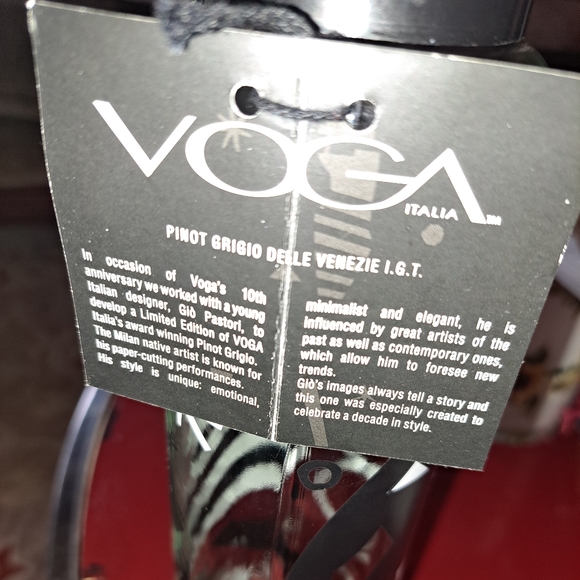 VOGA
ITALIA™
PINOT GRIGIO DELLE VENEZIE I.G.T.
In occasion of Voga's 10th
anniversary we worked with a young
Italian designer, Giò Pastori, to
develop a Limited Edition of VOGA
Italia's award winning Pinot Grigio.
The Milan native artist is known for
his paper-cutting performances.
His style is unique: emotional,
minimalist and elegant, he is
influenced by great artists of the
past as well as contemporary ones,
which allow him to foresee new
trends.
Giò's images always tell a story and
this one was especially created to
celebrate a decade in style.